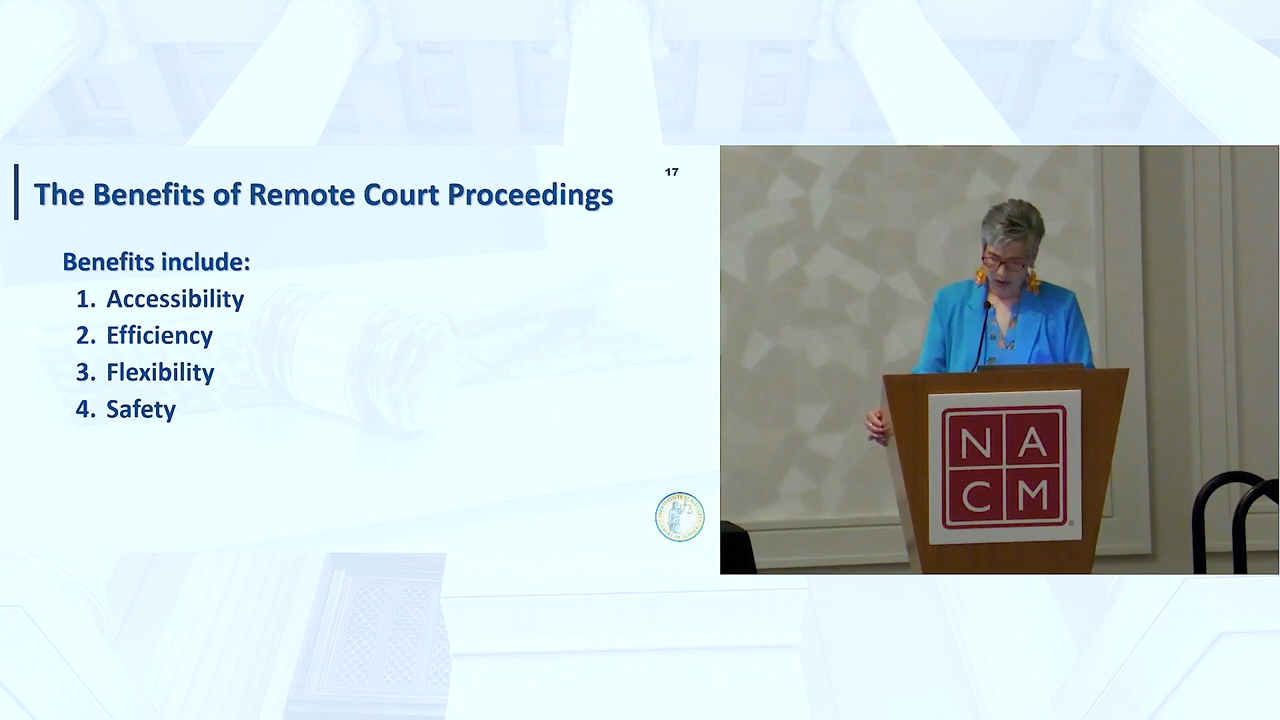 17
The Benefits of Remote Court Proceedings
Benefits include:
1. Accessibility
2. Efficiency
3. Flexibility
4. Safety
N A
C M
®